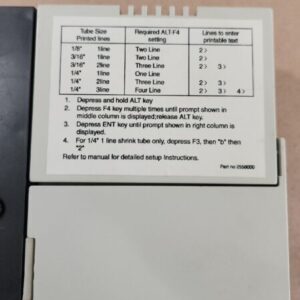 Tube Size Required ALT-F4 Lines to enter
Printed lines setting printable text
1/8" 1line Two Line 2>
3/16" 1line Two Line 2>
3/16" 2line Three Line 2> 3>
1/4" 1line One Line
1/4" 2line Three Line 2> 3>
1/4" 3line Four Line 2> 3> 4>
1. Depress and hold ALT key
2. Depress F4 key multiple times until prompt shown in
middle column is displayed;release ALT key.
3. Depress ENT key until prompt shown in right column is
displayed.
4. For 1/4" 1 line shrink tube only, depress F3, then "b" then
"2"
Refer to manual for detailed setup Instructions.
Part no